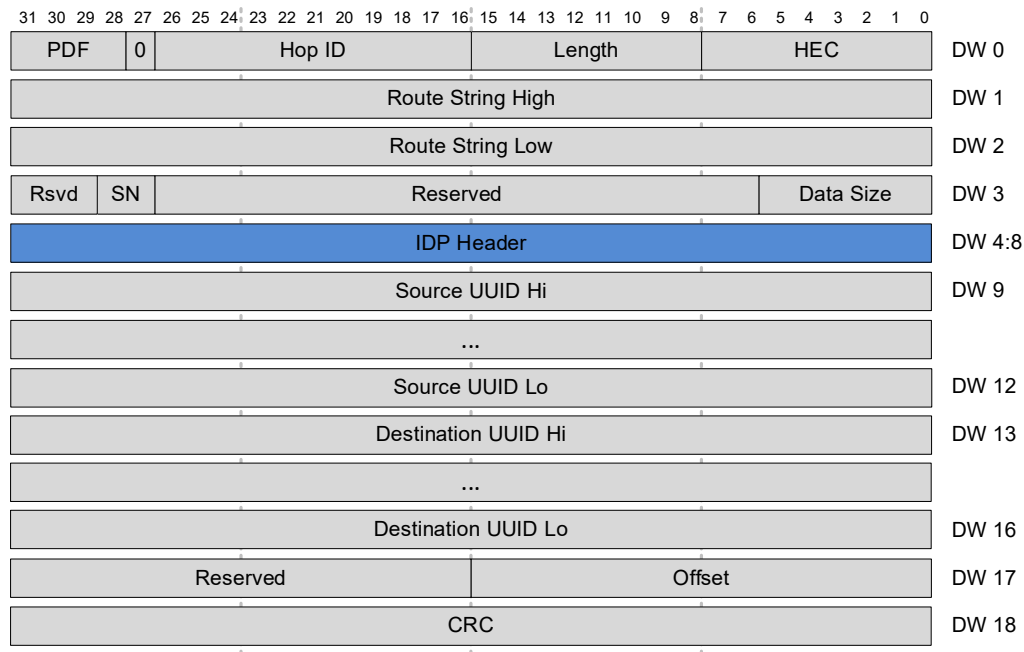 31 30 29 28 27 26 25 24 23 22 21 20 19 18 17 16 15 14 13 12 11 10 9 8 7 6 5 4 3 2 1 0
PDF 0 Hop ID Length HEC DW 0
Route String High DW 1
Route String Low DW 2
Rsvd SN Reserved Data Size DW 3
IDP Header DW 4:8
Source UUID Hi DW 9
...
Source UUID Lo DW 12
Destination UUID Hi DW 13
...
Destination UUID Lo DW 16
Reserved Offset DW 17
CRC DW 18